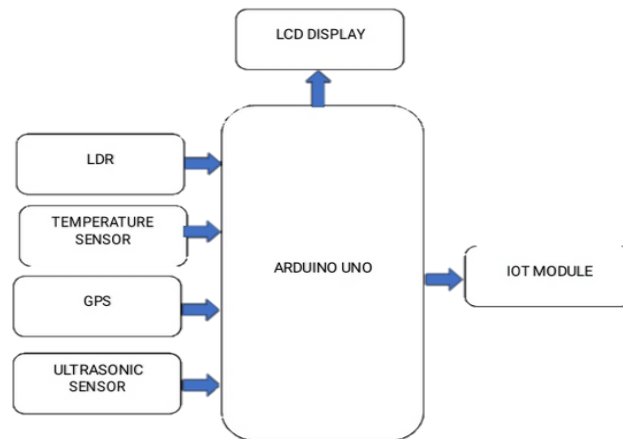 LCD DISPLAY
LDR
TEMPERATURE
SENSOR
ARDUINO UNO
IOT MODULE
GPS
ULTRASONIC
SENSOR